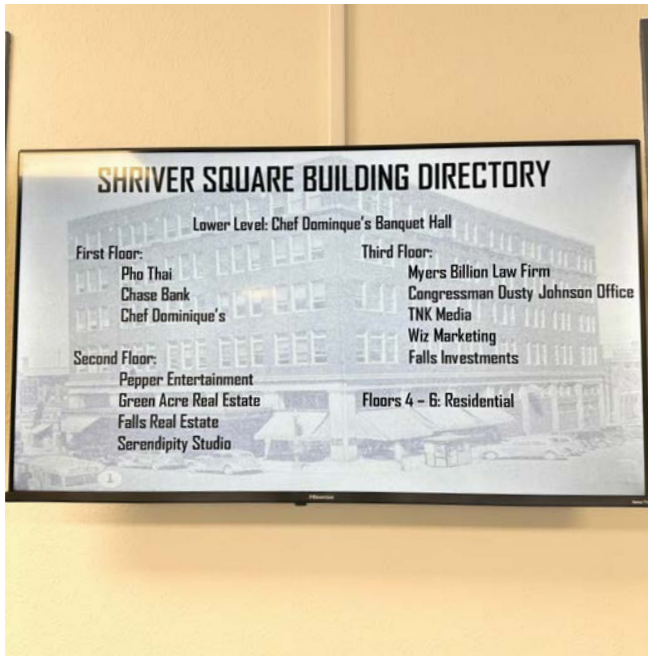 SHRIVER SQUARE BUILDING DIRECTORY
Lower Level: Chef Dominque's Banquet Hall
First Floor:
Pho Thai
Chase Bank
Chef Dominique's
Second Floor:
Pepper Entertainment
Green Acre Real Estate
Falls Real Estate
Serendipity Studio
Third Floor:
Myers Billion Law Firm
Congressman Dusty Johnson Office
TNK Media
Wiz Marketing
Falls Investments
Floors 4 – 6: Residential
1
Hisense